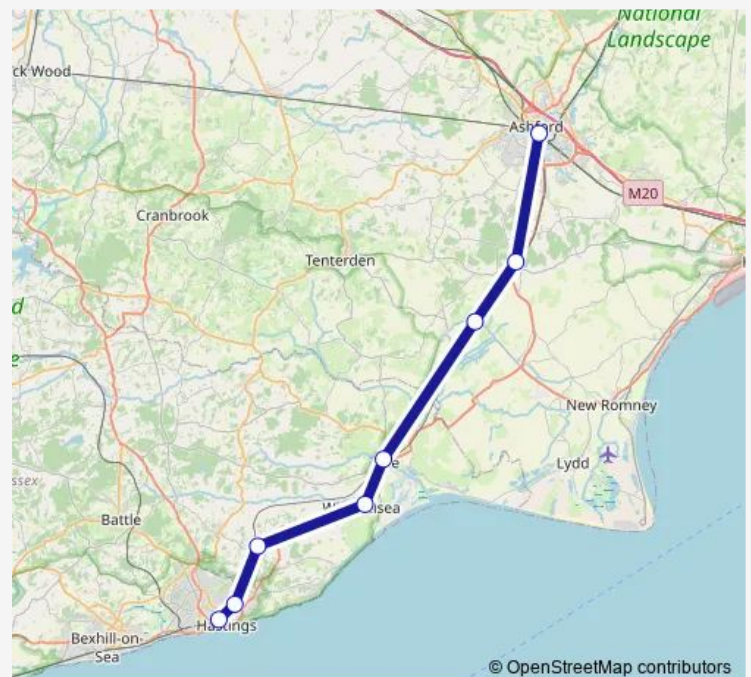 National
Landscape
ck Wood
Ashford
M20
Cranbrook
Tenterden
d
New Romney
Lydd
Battle
Hastings
Bexhill-on-
Sea
© OpenStreetMap contributors